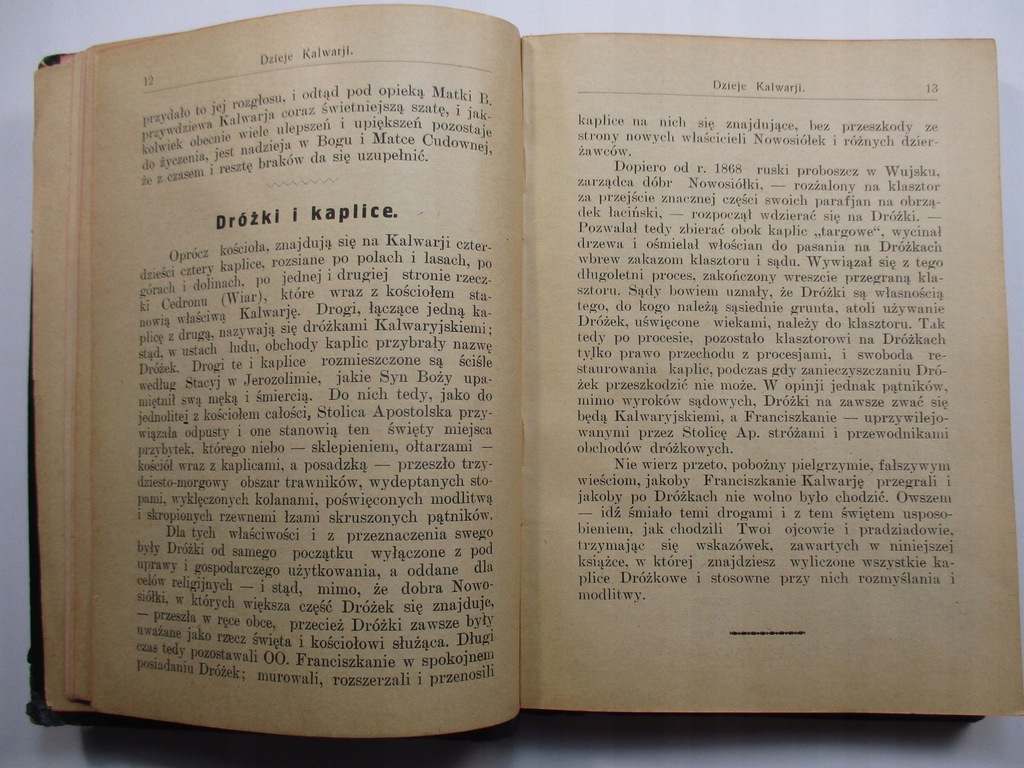 12
Dzieje Kalwarji.
przydało to jej rozgłosu, i odtąd pod opieką Matki B.
przywdziewa Kalwarja coraz świetniejszą szatę, i jak-
kolwiek obecnie wiele ulepszeń i upiększeń pozostaje
do życzenia, jest nadzieja w Bogu i Matce Cudownej,
że z czasem i resztę braków da się uzupełnić.
Dróżki i kaplice.
Oprócz kościoła, znajdują się na Kalwarji czter-
dzieści cztery kaplice, rozsiane po polach i lasach, po
górach i dolinach, po jednej i drugiej stronie rzecz-
ki Cedronu (Wiar), które wraz z kościołem sta-
nowią właściwą Kalwarję. Drogi, łączące jedną ka-
plicę z drugą, nazywają się dróżkami Kalwaryjskiemi;
stąd, w ustach ludu, obchody kaplic przybrały nazwę
Dróżek. Drogi te i kaplice rozmieszczone są ściśle
według Stacyj w Jerozolimie, jakie Syn Boży upa-
miętnił swą męką i śmiercią. Do nich tedy, jako do
jednolitej z kościołem całości, Stolica Apostolska przy-
wiązała odpusty i one stanowią ten święty miejsca
przybytek, którego niebo — sklepieniem, ołtarzami —
kościół wraz z kaplicami, a posadzką — przeszło trzy-
dziesto-morgowy obszar trawników, wydeptanych sto-
pami, wyklęczonych kolanami, poświęconych modlitwą
i skropionych rzewnemi łzami skruszonych pątników.
Dla tych właściwości i z przeznaczenia swego
były Dróżki od samego początku wyłączone z pod
uprawy i gospodarczego użytkowania, a oddane dla
celów religijnych — i stąd, mimo, że dobra Nowo-
siółki, w których większa część Dróżek się znajduje,
— przeszła w ręce obce, przecież Dróżki zawsze były
uważane jako rzecz święta i kościołowi służąca. Długi
czas tedy pozostawali OO. Franciszkanie w spokojnem
posiadaniu Dróżek; murowali, rozszerzali i przenosili
Dzieje Kalwarji.
13
kaplice na nich się znajdujące, bez przeszkody ze
strony nowych właścicieli Nowosiółek i różnych dzier-
żawców.
Dopiero od r. 1868 ruski proboszcz w Wujsku,
zarządca dóbr Nowosiółki, — rozżalony na klasztor
za przejście znacznej części swoich parafjan na obrzą-
dek łaciński, — rozpoczął wdzierać się na Dróżki. —
Pozwalał tedy zbierać obok kaplic „targowe“, wycinał
drzewa i ośmielał włościan do pasania na Dróżkach
wbrew zakazom klasztoru i sądu. Wywiązał się z tego
długoletni proces, zakończony wreszcie przegraną kla-
sztoru. Sądy bowiem uznały, że Dróżki są własnością
tego, do kogo należą sąsiednie grunta, atoli używanie
Dróżek, uświęcone wiekami, należy do klasztoru. Tak
tedy po procesie, pozostało klasztorowi na Dróżkach
tylko prawo przechodu z procesjami, i swoboda re-
staurowania kaplic, podczas gdy zanieczyszczaniu Dró-
żek przeszkodzić nie może. W opinji jednak pątników,
mimo wyroków sądowych, Dróżki na zawsze zwać się
będą Kalwaryjskiemi, a Franciszkanie — uprzywilejo-
wanymi przez Stolicę Ap. stróżami i przewodnikami
obchodów dróżkowych.
Nie wierz przeto, pobożny pielgrzymie, fałszywym
wieściom, jakoby Franciszkanie Kalwarję przegrali i
jakoby po Dróżkach nie wolno było chodzić. Owszem
— idź śmiało temi drogami i z tem świętem usposo-
bieniem, jak chodzili Twoi ojcowie i pradziadowie,
trzymając się wskazówek, zawartych w niniejszej
książce, w której znajdziesz wyliczone wszystkie ka-
plice Dróżkowe i stosowne przy nich rozmyślania i
modlitwy.